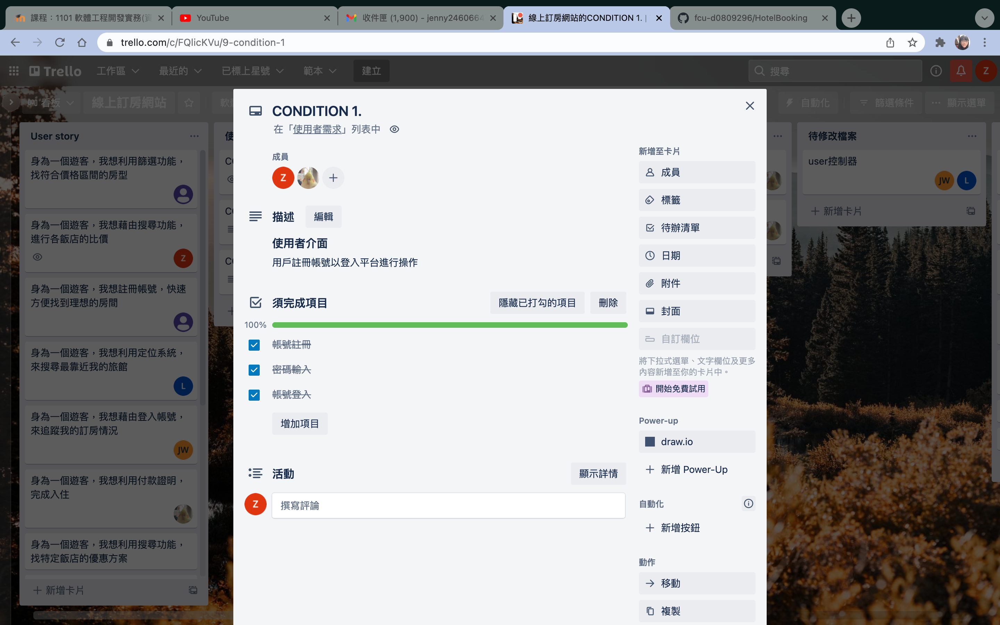 課程：1101 軟體工程開發實務(資
YouTube
收件匣 (1,900) - jenny2460664
線上訂房網站的CONDITION 1. |
fcu-d0809296/HotelBooking
trello.com/c/FQlicKVu/9-condition-1
Trello
工作區
最近的
已標上星號
範本
建立
搜尋
Z
看板
線上訂房網站
軟
自動化
篩選條件
顯示選單
User story
身為一個遊客，我想利用篩選功能，
找符合價格區間的房型
身為一個遊客，我想藉由搜尋功能，
進行各飯店的比價
Z
身為一個遊客，我想註冊帳號，快速
方便找到理想的房間
身為一個遊客，我想利用定位系統，
來搜尋最靠近我的旅館
L
身為一個遊客，我想藉由登入帳號，
來追蹤我的訂房情況
JW
身為一個遊客，我想利用付款證明，
完成入住
身為一個遊客，我想利用搜尋功能，
找特定飯店的優惠方案
新增卡片
使
CO
CO
CO
CONDITION 1.
在「使用者需求」列表中
成員
Z
描述
編輯
使用者介面
用戶註冊帳號以登入平台進行操作
須完成項目
隱藏已打勾的項目
刪除
100%
帳號註冊
密碼輸入
帳號登入
增加項目
活動
顯示詳情
Z
撰寫評論
新增至卡片
成員
標籤
待辦清單
日期
附件
封面
自訂欄位
將下拉式選單、文字欄位及更多
內容新增至你的卡片中。
開始免費試用
Power-up
draw.io
新增 Power-Up
自動化
新增按鈕
動作
移動
複製
待修改檔案
user控制器
JW
L
新增卡片